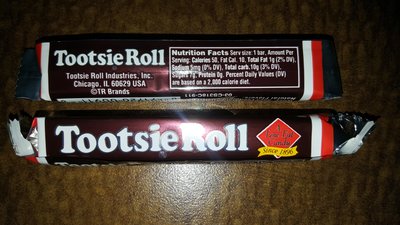 Tootsie Roll
Tootsie Roll Industries, Inc.
Chicago, IL 60629 USA
©TR Brands
Nutrition Facts Serv size: 1 bar, Amount Per
Serving: Calories 50, Fat Cal. 10, Total Fat 1g (2% DV),
Sodium 5mg (0% DV), Total carb. 10g (3% DV),
Sugars 7g, Protein 0g. Percent Daily Values (DV)
are based on a 2,000 calorie diet.
Tootsie Roll
A
Low Fat
Candy
Since 1896